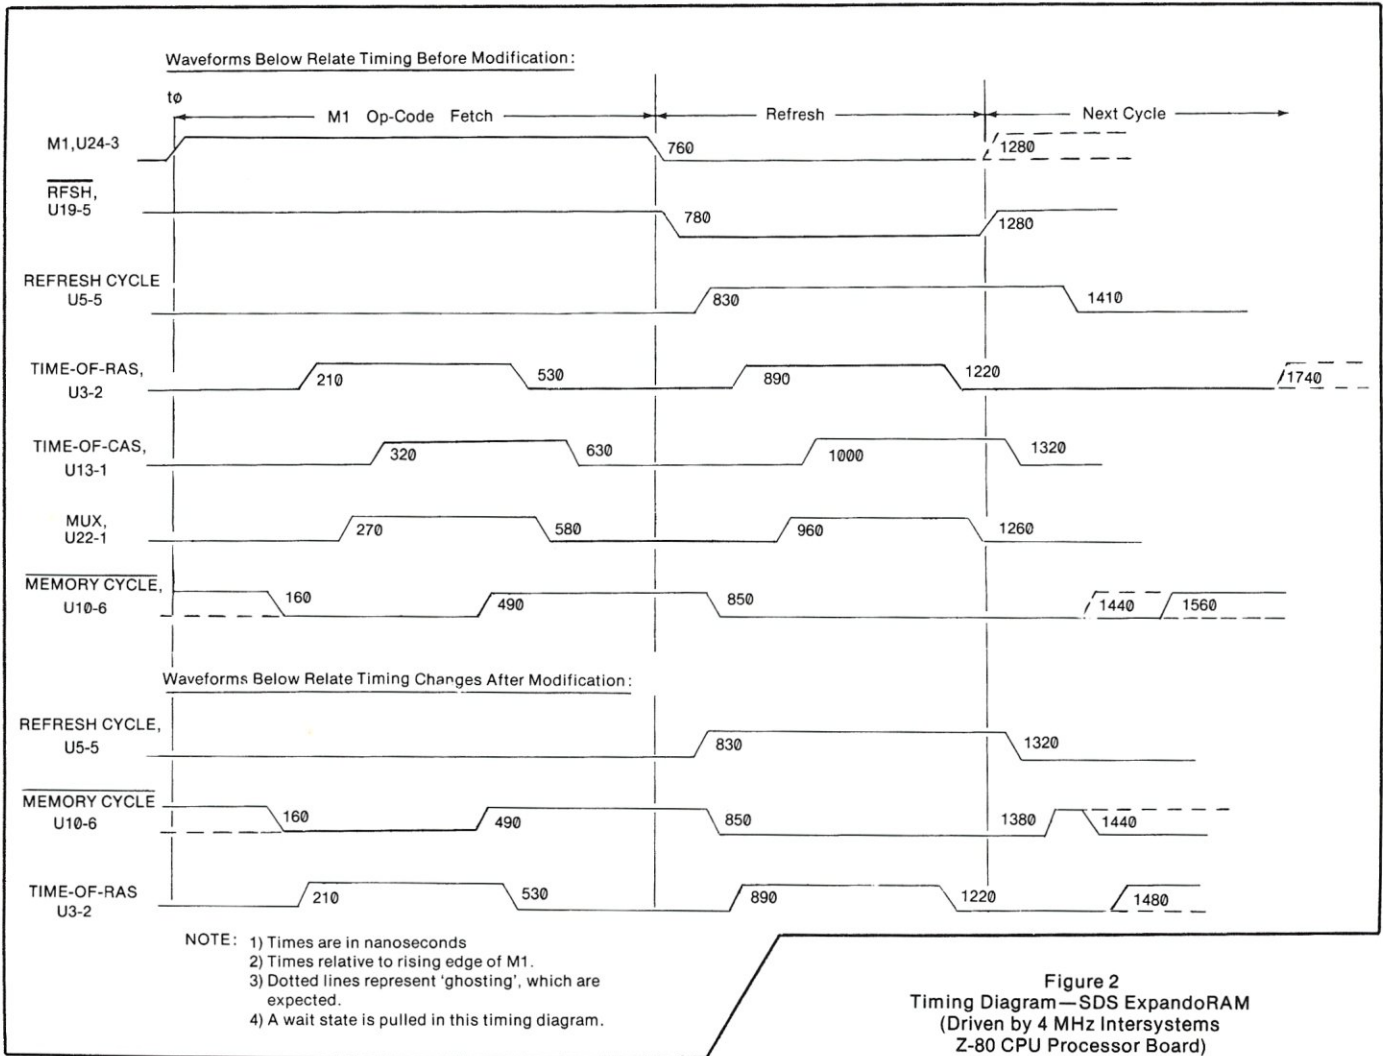 Waveforms Below Relate Timing Before Modification:
tø
M1 Op-Code Fetch Refresh Next Cycle
M1,U24-3 760 1280
RFSH,
U19-5 780 1280
REFRESH CYCLE
U5-5 830 1410
TIME-OF-RAS,
U3-2 210 530 890 1220 1740
TIME-OF-CAS,
U13-1 320 630 1000 1320
MUX,
U22-1 270 580 960 1260
MEMORY CYCLE,
U10-6 160 490 850 1440 1560
Waveforms Below Relate Timing Changes After Modification:
REFRESH CYCLE,
U5-5 830 1320
MEMORY CYCLE
U10-6 160 490 850 1380 1440
TIME-OF-RAS
U3-2 210 530 890 1220 1480
NOTE: 1) Times are in nanoseconds
2) Times relative to rising edge of M1.
3) Dotted lines represent 'ghosting', which are
expected.
4) A wait state is pulled in this timing diagram.
Figure 2
Timing Diagram—SDS ExpandoRAM
(Driven by 4 MHz Intersystems
Z-80 CPU Processor Board)